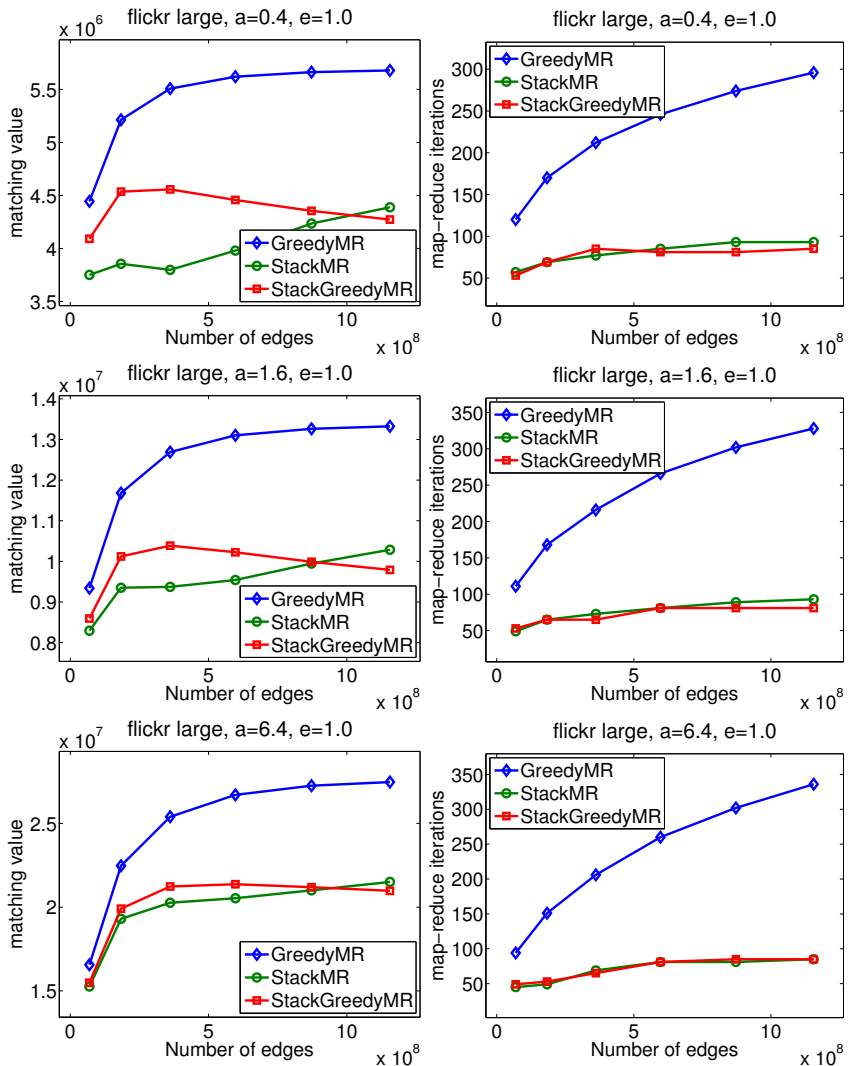 flickr large, a=0.4, e=1.0
x 10^6
5.5
5
4.5
4
3.5
matching value
GreedyMR
StackMR
StackGreedyMR
0 5 10
Number of edges
x 10^8
flickr large, a=0.4, e=1.0
300
250
200
150
100
50
map-reduce iterations
GreedyMR
StackMR
StackGreedyMR
0 5 10
Number of edges
x 10^8
flickr large, a=1.6, e=1.0
x 10^7
1.4
1.3
1.2
1.1
1
0.9
0.8
matching value
GreedyMR
StackMR
StackGreedyMR
0 5 10
Number of edges
x 10^8
flickr large, a=1.6, e=1.0
350
300
250
200
150
100
50
map-reduce iterations
GreedyMR
StackMR
StackGreedyMR
0 5 10
Number of edges
x 10^8
flickr large, a=6.4, e=1.0
x 10^7
2.5
2
1.5
matching value
GreedyMR
StackMR
StackGreedyMR
0 5 10
Number of edges
x 10^8
flickr large, a=6.4, e=1.0
350
300
250
200
150
100
50
map-reduce iterations
GreedyMR
StackMR
StackGreedyMR
0 5 10
Number of edges
x 10^8